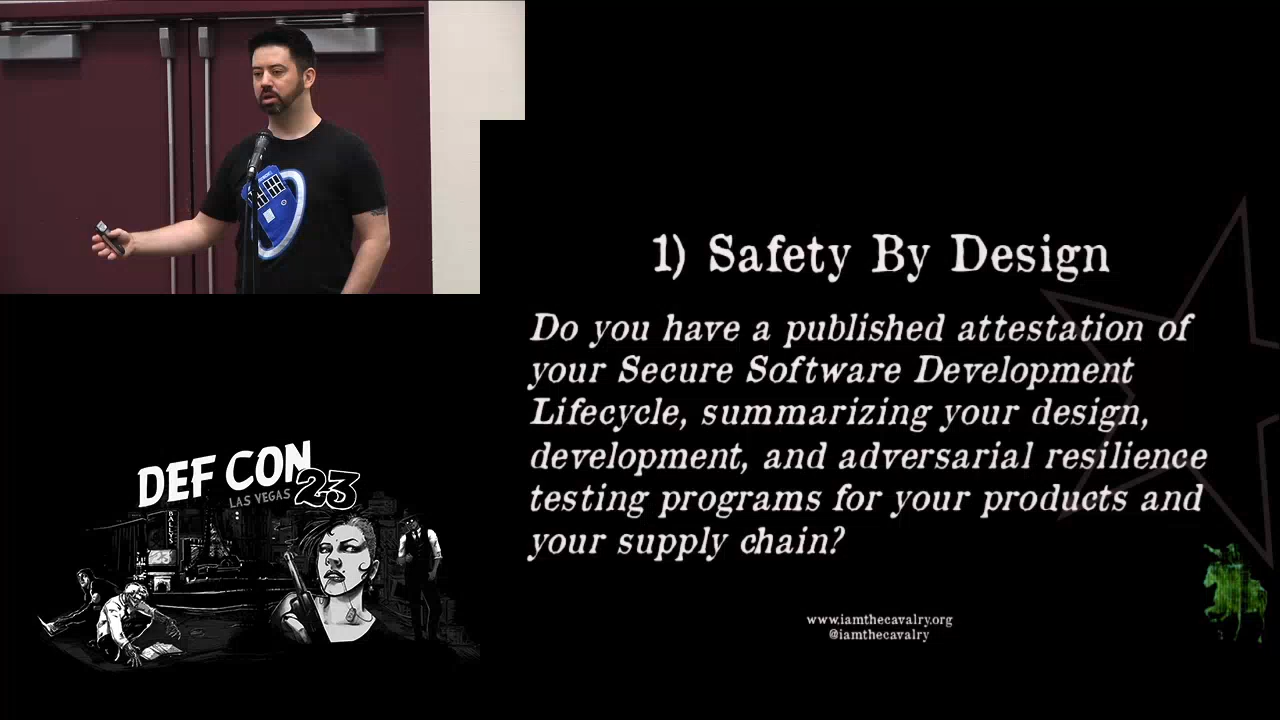 1) Safety By Design
Do you have a published attestation of
your Secure Software Development
Lifecycle, summarizing your design,
development, and adversarial resilience
testing programs for your products and
your supply chain?
www.iamthecavalry.org
@iamthecavalry
DEF CON
LAS VEGAS 23
BALLY'S
23